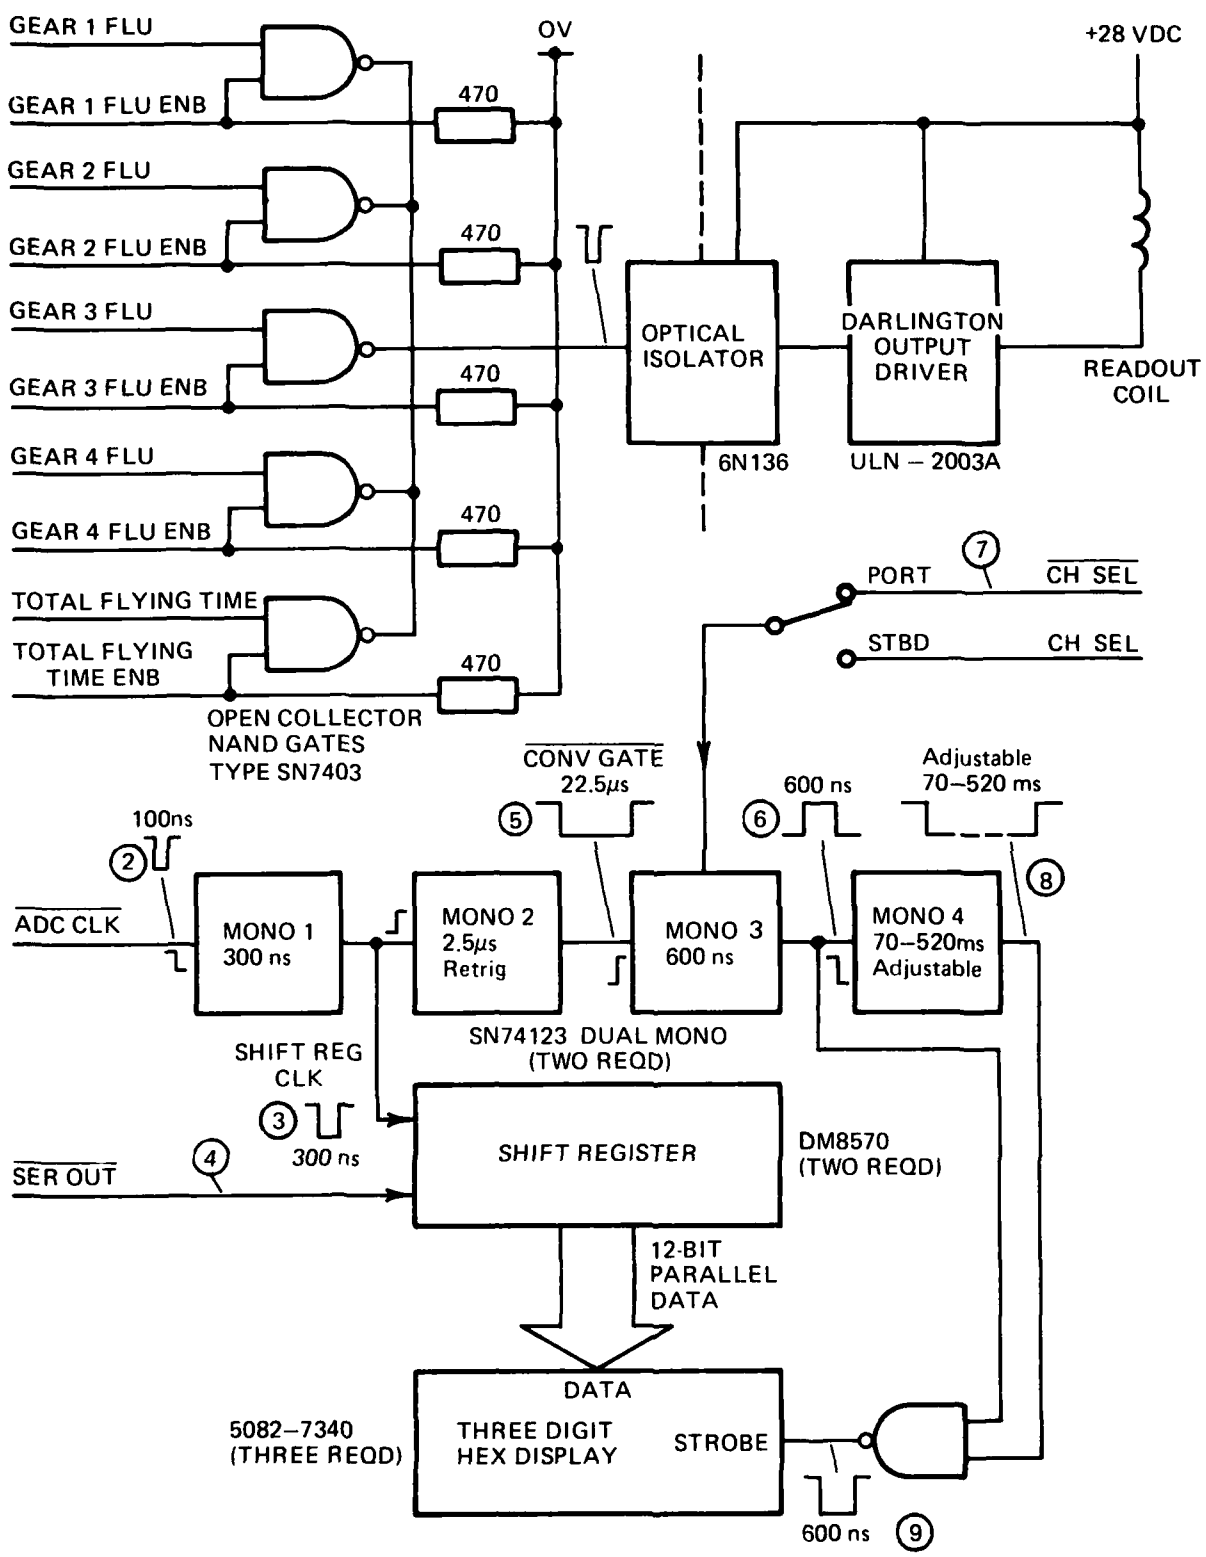 GEAR 1 FLU
GEAR 1 FLU ENB
470
0V
+28 VDC
GEAR 2 FLU
GEAR 2 FLU ENB
470
GEAR 3 FLU
GEAR 3 FLU ENB
470
OPTICAL
ISOLATOR
6N136
DARLINGTON
OUTPUT
DRIVER
ULN – 2003A
READOUT
COIL
GEAR 4 FLU
GEAR 4 FLU ENB
470
TOTAL FLYING TIME
TOTAL FLYING
TIME ENB
470
OPEN COLLECTOR
NAND GATES
TYPE SN7403
7
PORT
CH SEL
STBD
CH SEL
CONV GATE
22.5μs
5
600 ns
6
Adjustable
70–520 ms
8
100ns
2
ADC CLK
MONO 1
300 ns
MONO 2
2.5μs
Retrig
MONO 3
600 ns
MONO 4
70–520ms
Adjustable
SN74123 DUAL MONO
(TWO REQD)
SHIFT REG
CLK
3
300 ns
SER OUT
4
SHIFT REGISTER
DM8570
(TWO REQD)
12-BIT
PARALLEL
DATA
5082–7340
(THREE REQD)
DATA
THREE DIGIT
HEX DISPLAY
STROBE
600 ns
9